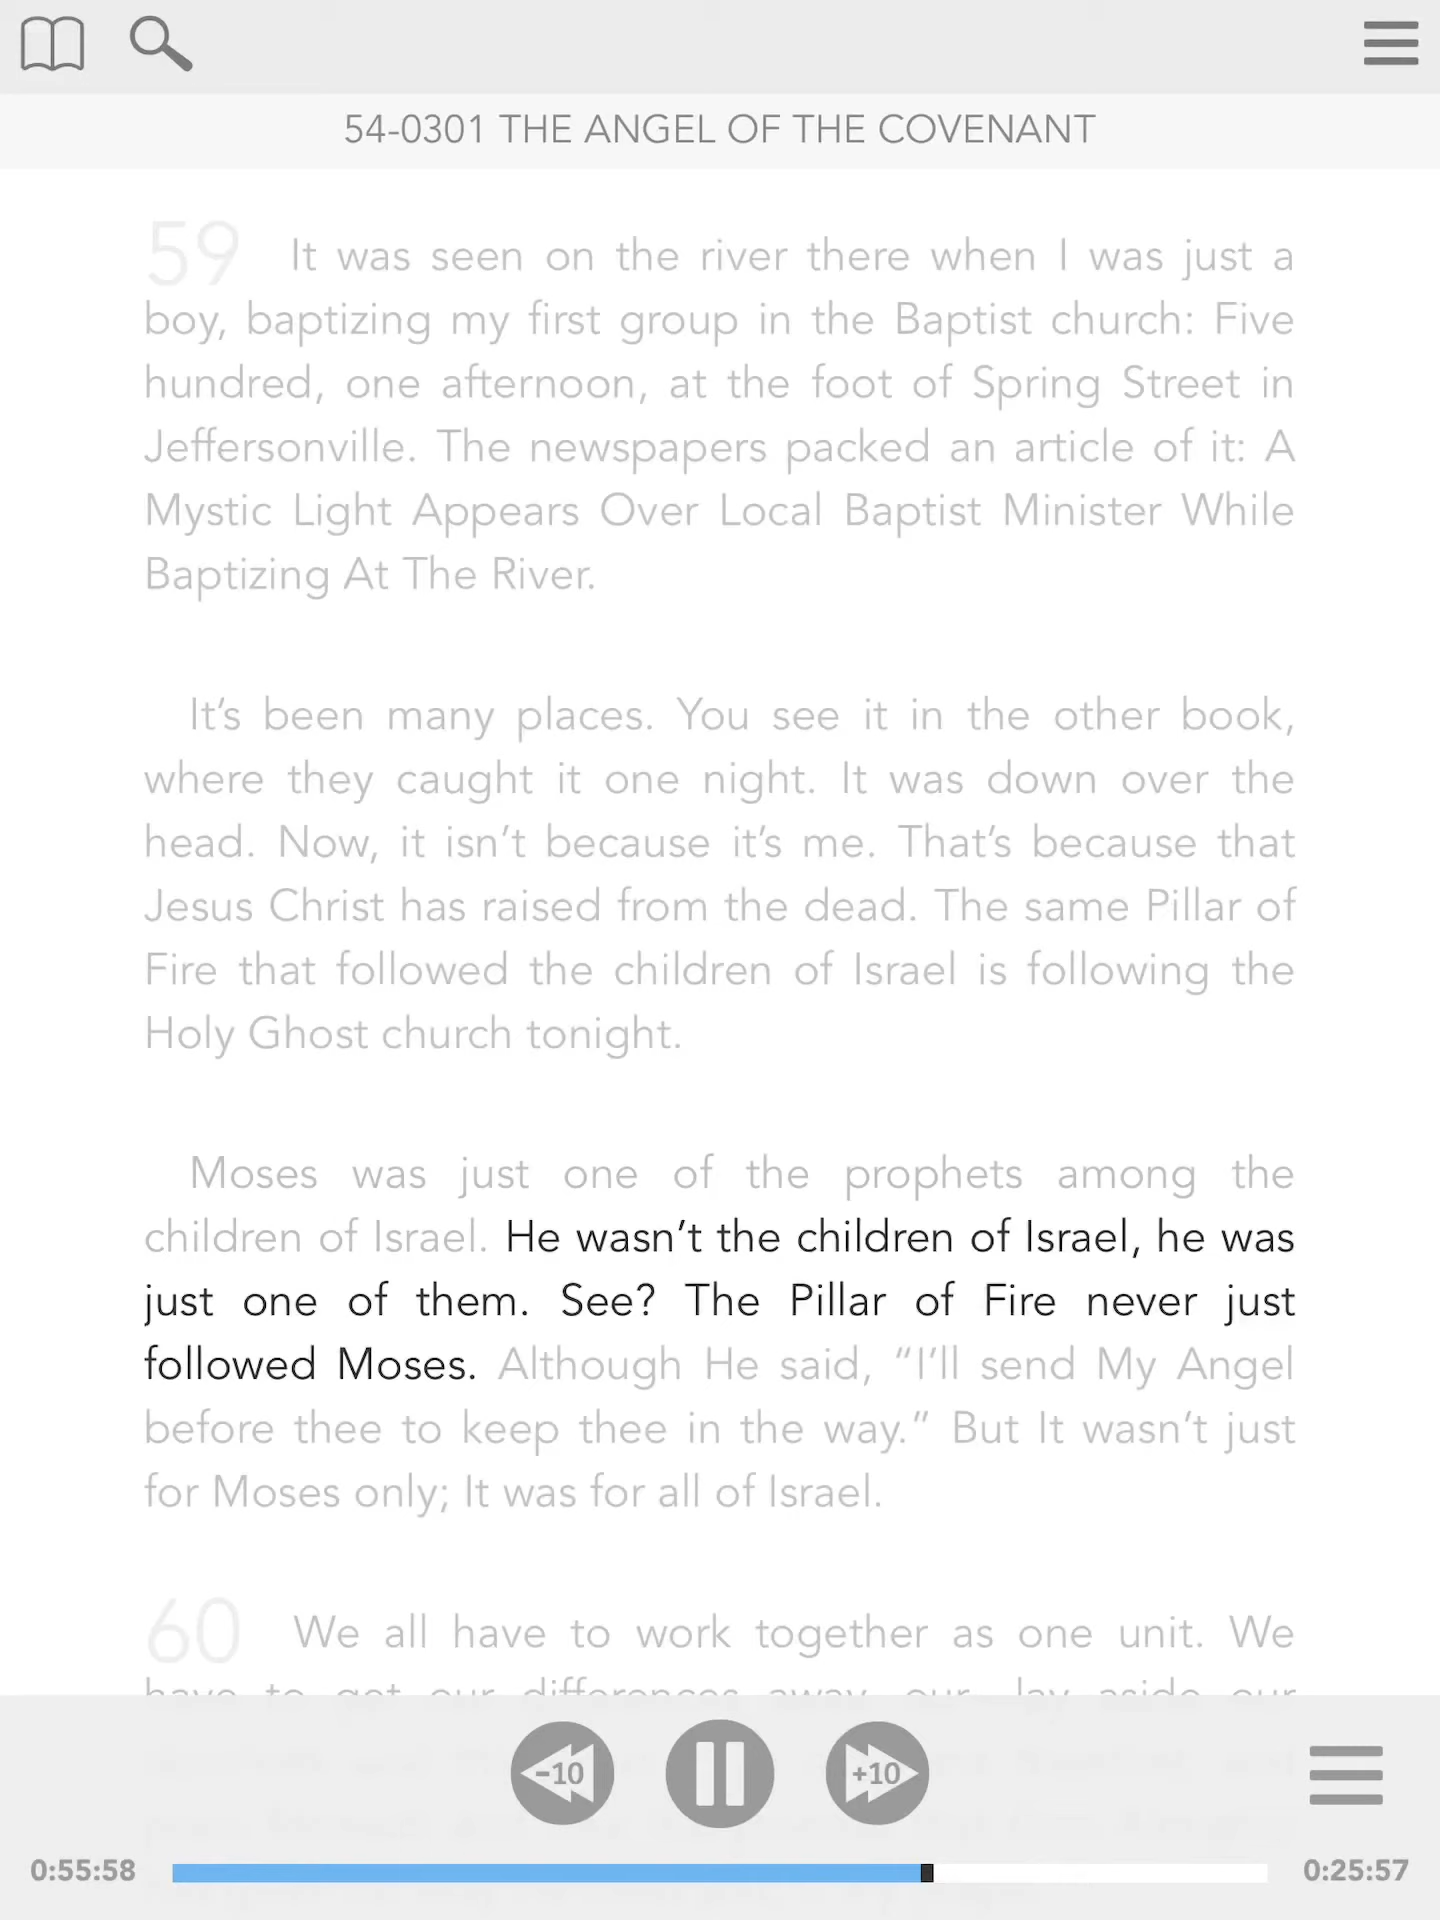 54-0301 THE ANGEL OF THE COVENANT
59 It was seen on the river there when I was just a
boy, baptizing my first group in the Baptist church: Five
hundred, one afternoon, at the foot of Spring Street in
Jeffersonville. The newspapers packed an article of it: A
Mystic Light Appears Over Local Baptist Minister While
Baptizing At The River.
It’s been many places. You see it in the other book,
where they caught it one night. It was down over the
head. Now, it isn’t because it’s me. That’s because that
Jesus Christ has raised from the dead. The same Pillar of
Fire that followed the children of Israel is following the
Holy Ghost church tonight.
Moses was just one of the prophets among the
children of Israel. He wasn’t the children of Israel, he was
just one of them. See? The Pillar of Fire never just
followed Moses. Although He said, “I’ll send My Angel
before thee to keep thee in the way.” But It wasn’t just
for Moses only; It was for all of Israel.
60 We all have to work together as one unit. We
have to get our differences away, our—lay aside our
-10 +10
0:55:58 0:25:57